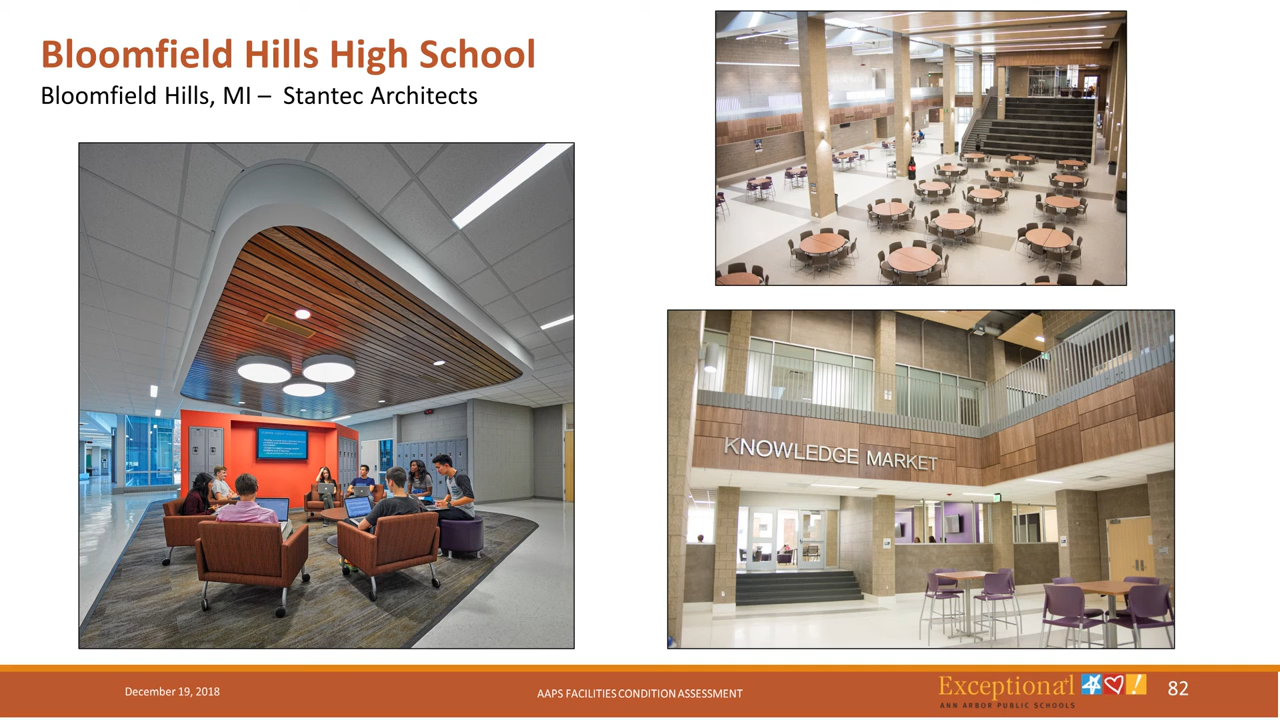 Bloomfield Hills High School
Bloomfield Hills, MI – Stantec Architects
KNOWLEDGE MARKET
December 19, 2018
AAPS FACILITIES CONDITION ASSESSMENT
Exceptional
ANN ARBOR PUBLIC SCHOOLS
82